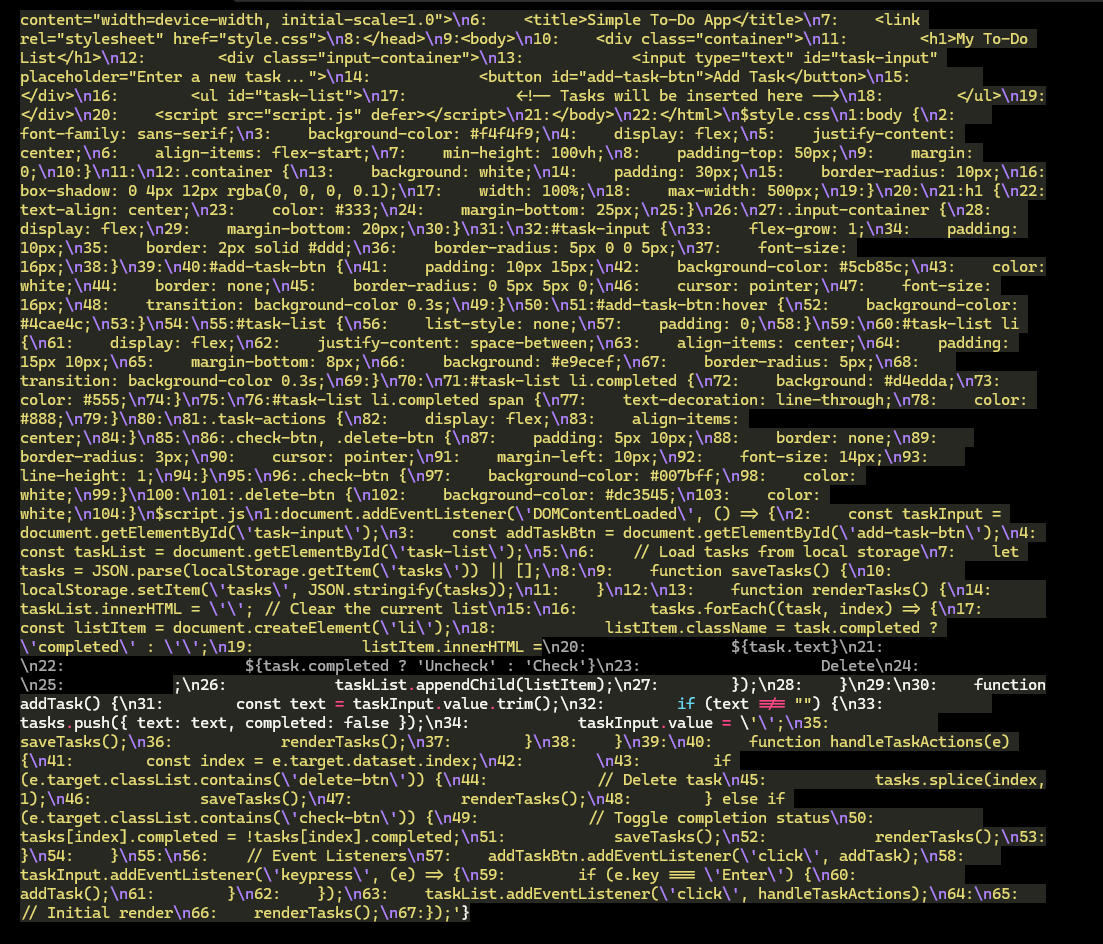 content="width=device-width, initial-scale=1.0">\n6:    <title>Simple To-Do App</title>\n7:    <link
rel="stylesheet" href="style.css">\n8:</head>\n9:<body>\n10:    <div class="container">\n11:        <h1>My To-Do
List</h1>\n12:        <div class="input-container">\n13:            <input type="text" id="task-input"
placeholder="Enter a new task...">\n14:            <button id="add-task-btn">Add Task</button>\n15:
</div>\n16:        <ul id="task-list">\n17:            <!-- Tasks will be inserted here -->\n18:        </ul>\n19:
</div>\n20:    <script src="script.js" defer></script>\n21:</body>\n22:</html>\n$style.css\n1:body {\n2:
font-family: sans-serif;\n3:    background-color: #f4f4f9;\n4:    display: flex;\n5:    justify-content:
center;\n6:    align-items: flex-start;\n7:    min-height: 100vh;\n8:    padding-top: 50px;\n9:    margin:
0;\n10:}\n11:\n12:.container {\n13:    background: white;\n14:    padding: 30px;\n15:    border-radius: 10px;\n16:
box-shadow: 0 4px 12px rgba(0, 0, 0, 0.1);\n17:    width: 100%;\n18:    max-width: 500px;\n19:}\n20:\n21:h1 {\n22:
text-align: center;\n23:    color: #333;\n24:    margin-bottom: 25px;\n25:}\n26:\n27:.input-container {\n28:
display: flex;\n29:    margin-bottom: 20px;\n30:}\n31:\n32:#task-input {\n33:    flex-grow: 1;\n34:    padding:
10px;\n35:    border: 2px solid #ddd;\n36:    border-radius: 5px 0 0 5px;\n37:    font-size:
16px;\n38:}\n39:\n40:#add-task-btn {\n41:    padding: 10px 15px;\n42:    background-color: #5cb85c;\n43:    color:
white;\n44:    border: none;\n45:    border-radius: 0 5px 5px 0;\n46:    cursor: pointer;\n47:    font-size:
16px;\n48:    transition: background-color 0.3s;\n49:}\n50:\n51:#add-task-btn:hover {\n52:    background-color:
#4cae4c;\n53:}\n54:\n55:#task-list {\n56:    list-style: none;\n57:    padding: 0;\n58:}\n59:\n60:#task-list li
{\n61:    display: flex;\n62:    justify-content: space-between;\n63:    align-items: center;\n64:    padding:
15px 10px;\n65:    margin-bottom: 8px;\n66:    background: #e9ecef;\n67:    border-radius: 5px;\n68:
transition: background-color 0.3s;\n69:}\n70:\n71:#task-list li.completed {\n72:    background: #d4edda;\n73:
color: #555;\n74:}\n75:\n76:#task-list li.completed span {\n77:    text-decoration: line-through;\n78:    color:
#888;\n79:}\n80:\n81:.task-actions {\n82:    display: flex;\n83:    align-items:
center;\n84:}\n85:\n86:.check-btn, .delete-btn {\n87:    padding: 5px 10px;\n88:    border: none;\n89:
border-radius: 3px;\n90:    cursor: pointer;\n91:    margin-left: 10px;\n92:    font-size: 14px;\n93:
line-height: 1;\n94:}\n95:\n96:.check-btn {\n97:    background-color: #007bff;\n98:    color:
white;\n99:}\n100:\n101:.delete-btn {\n102:    background-color: #dc3545;\n103:    color:
white;\n104:}\n$script.js\n1:document.addEventListener(\'DOMContentLoaded\', () => {\n2:    const taskInput =
document.getElementById(\'task-input\');\n3:    const addTaskBtn = document.getElementById(\'add-task-btn\');\n4:
const taskList = document.getElementById(\'task-list\');\n5:\n6:    // Load tasks from local storage\n7:    let
tasks = JSON.parse(localStorage.getItem(\'tasks\')) || [];\n8:\n9:    function saveTasks() {\n10:
localStorage.setItem(\'tasks\', JSON.stringify(tasks));\n11:    }\n12:\n13:    function renderTasks() {\n14:
taskList.innerHTML = \'\'; // Clear the current list\n15:\n16:        tasks.forEach((task, index) => {\n17:
const listItem = document.createElement(\'li\');\n18:            listItem.className = task.completed ?
\'completed\' : \'\';\n19:            listItem.innerHTML =\n20:                ${task.text}\n21:
\n22:                    ${task.completed ? 'Uncheck' : 'Check'}\n23:                        Delete\n24:
\n25:            ;\n26:            taskList.appendChild(listItem);\n27:        });\n28:    }\n29:\n30:    function
addTask() {\n31:        const text = taskInput.value.trim();\n32:        if (text !== "") {\n33:
tasks.push({ text: text, completed: false });\n34:            taskInput.value = \'\';\n35:
saveTasks();\n36:            renderTasks();\n37:        }\n38:    }\n39:\n40:    function handleTaskActions(e)
{\n41:        const index = e.target.dataset.index;\n42:        \n43:        if
(e.target.classList.contains(\'delete-btn\')) {\n44:            // Delete task\n45:            tasks.splice(index,
1);\n46:            saveTasks();\n47:            renderTasks();\n48:        } else if
(e.target.classList.contains(\'check-btn\')) {\n49:            // Toggle completion status\n50:
tasks[index].completed = !tasks[index].completed;\n51:            saveTasks();\n52:            renderTasks();\n53:
}\n54:    }\n55:\n56:    // Event Listeners\n57:    addTaskBtn.addEventListener(\'click\', addTask);\n58:
taskInput.addEventListener(\'keypress\', (e) => {\n59:        if (e.key === \'Enter\') {\n60:
addTask();\n61:        }\n62:    });\n63:    taskList.addEventListener(\'click\', handleTaskActions);\n64:\n65:
// Initial render\n66:    renderTasks();\n67:});'}